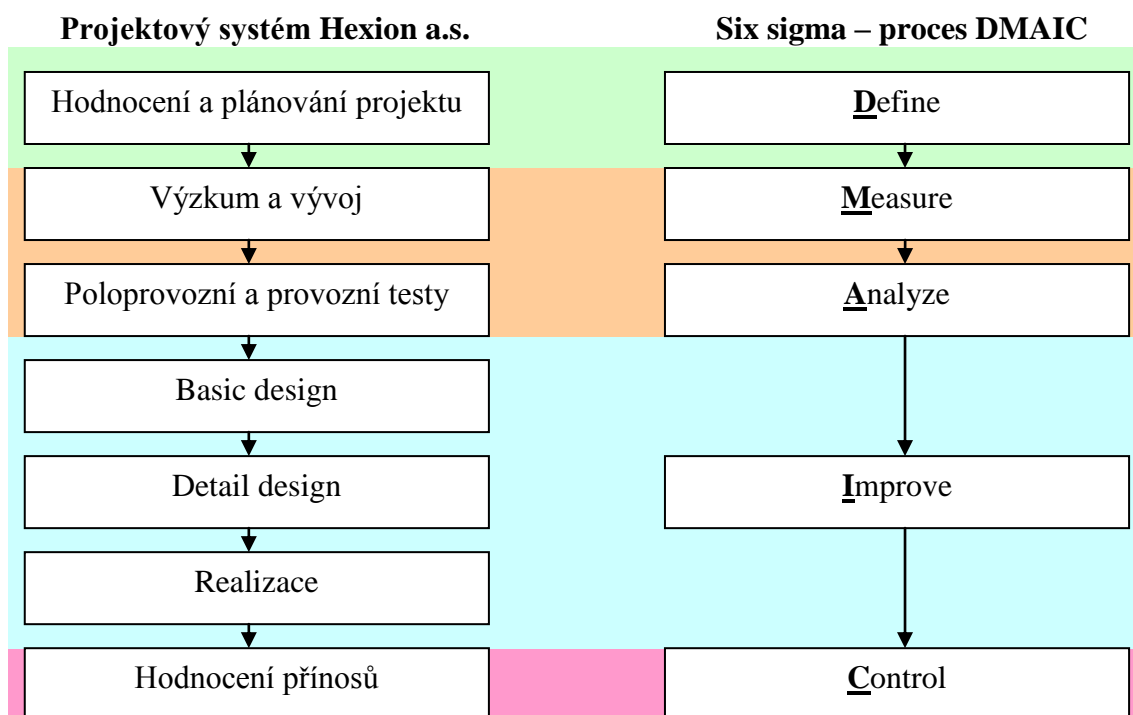 Projektový systém Hexion a.s.
Six sigma – proces DMAIC
Hodnocení a plánování projektu
Define
Výzkum a vývoj
Measure
Poloprovozní a provozní testy
Analyze
Basic design
Detail design
Improve
Realizace
Hodnocení přínosů
Control